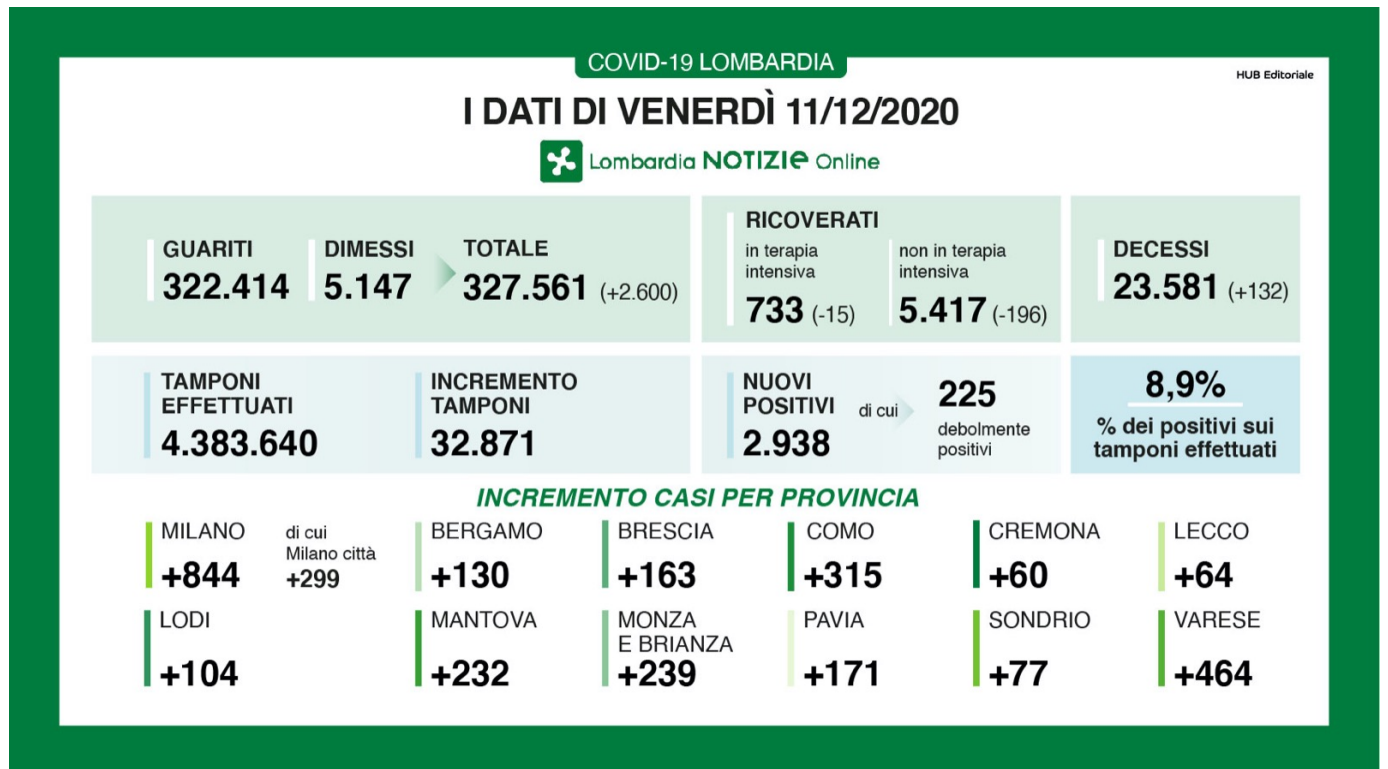 COVID-19 LOMBARDIA
HUB Editoriale
I DATI DI VENERDÌ 11/12/2020
Lombardia NOTIZIE Online
GUARITI
322.414
DIMESSI
5.147
TOTALE
327.561 (+2.600)
RICOVERATI
in terapia
intensiva
733 (-15)
non in terapia
intensiva
5.417 (-196)
DECESSI
23.581 (+132)
TAMPONI
EFFETTUATI
4.383.640
INCREMENTO
TAMPONI
32.871
NUOVI
POSITIVI
2.938
di cui
225
debolmente
positivi
8,9%
% dei positivi sui
tamponi effettuati
INCREMENTO CASI PER PROVINCIA
MILANO
+844
di cui
Milano città
+299
BERGAMO
+130
BRESCIA
+163
COMO
+315
CREMONA
+60
LECCO
+64
LODI
+104
MANTOVA
+232
MONZA
E BRIANZA
+239
PAVIA
+171
SONDRIO
+77
VARESE
+464